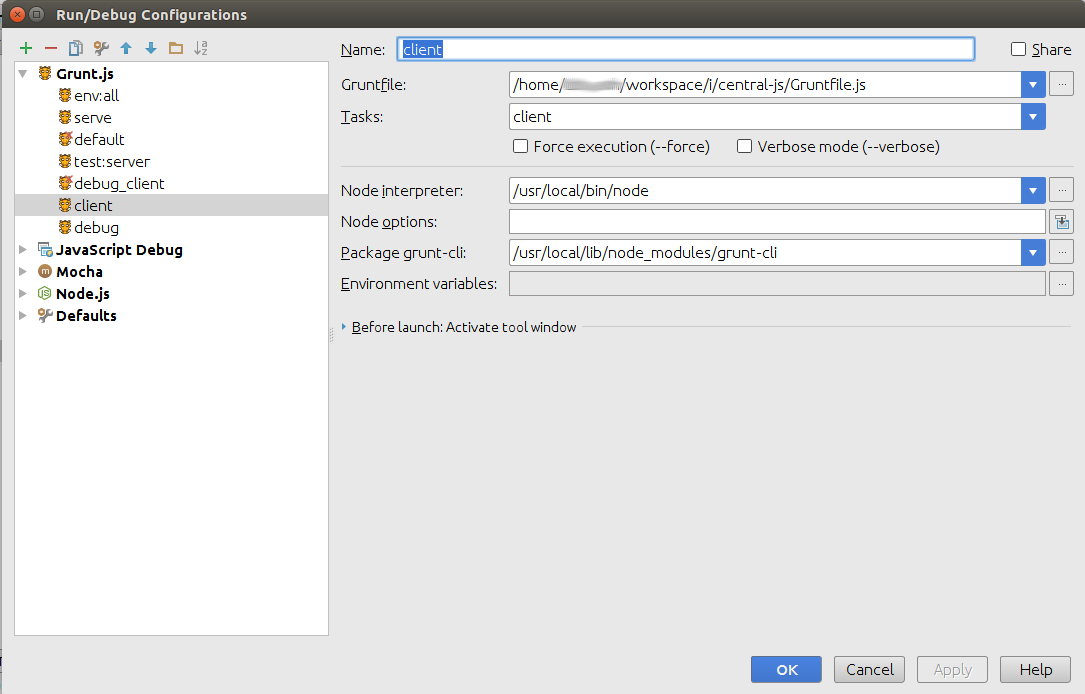 Run/Debug Configurations
Name: client Share
Gruntfile: /home/ /workspace/i/central-js/Gruntfile.js
Tasks: client
Force execution (--force) Verbose mode (--verbose)
Node interpreter: /usr/local/bin/node
Node options:
Package grunt-cli: /usr/local/lib/node_modules/grunt-cli
Environment variables:
Before launch: Activate tool window
Grunt.js
env:all
serve
default
test:server
debug_client
client
debug
JavaScript Debug
Mocha
Node.js
Defaults
OK Cancel Apply Help